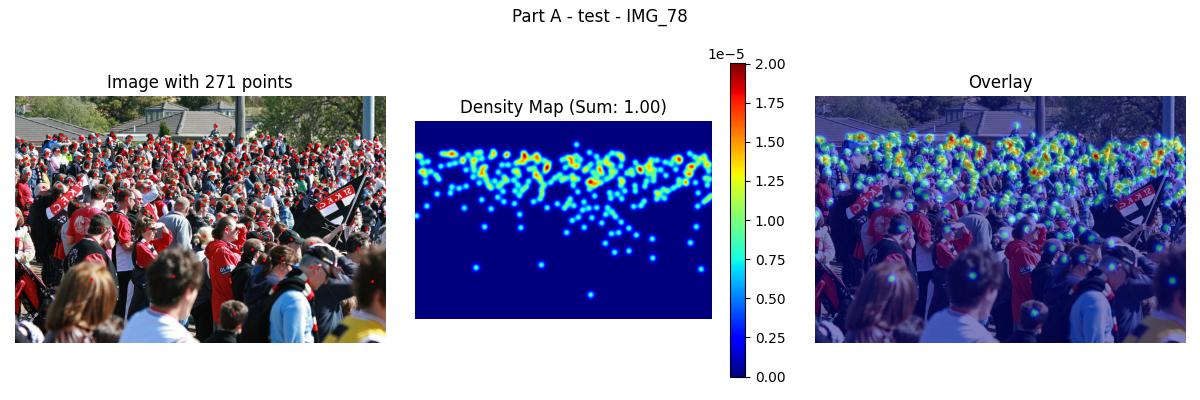 Part A - test - IMG_78
Image with 271 points
Density Map (Sum: 1.00)
1e−5
2.00
1.75
1.50
1.25
1.00
0.75
0.50
0.25
0.00
Overlay